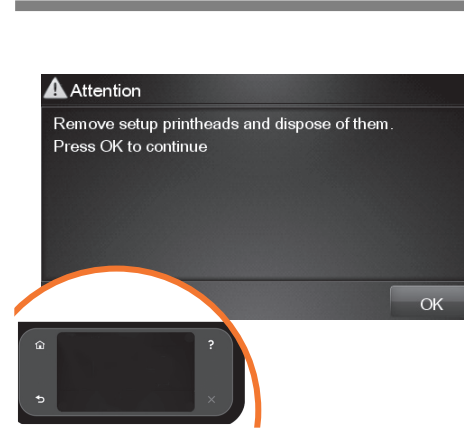 Attention
Remove setup printheads and dispose of them.
Press OK to continue
OK
?